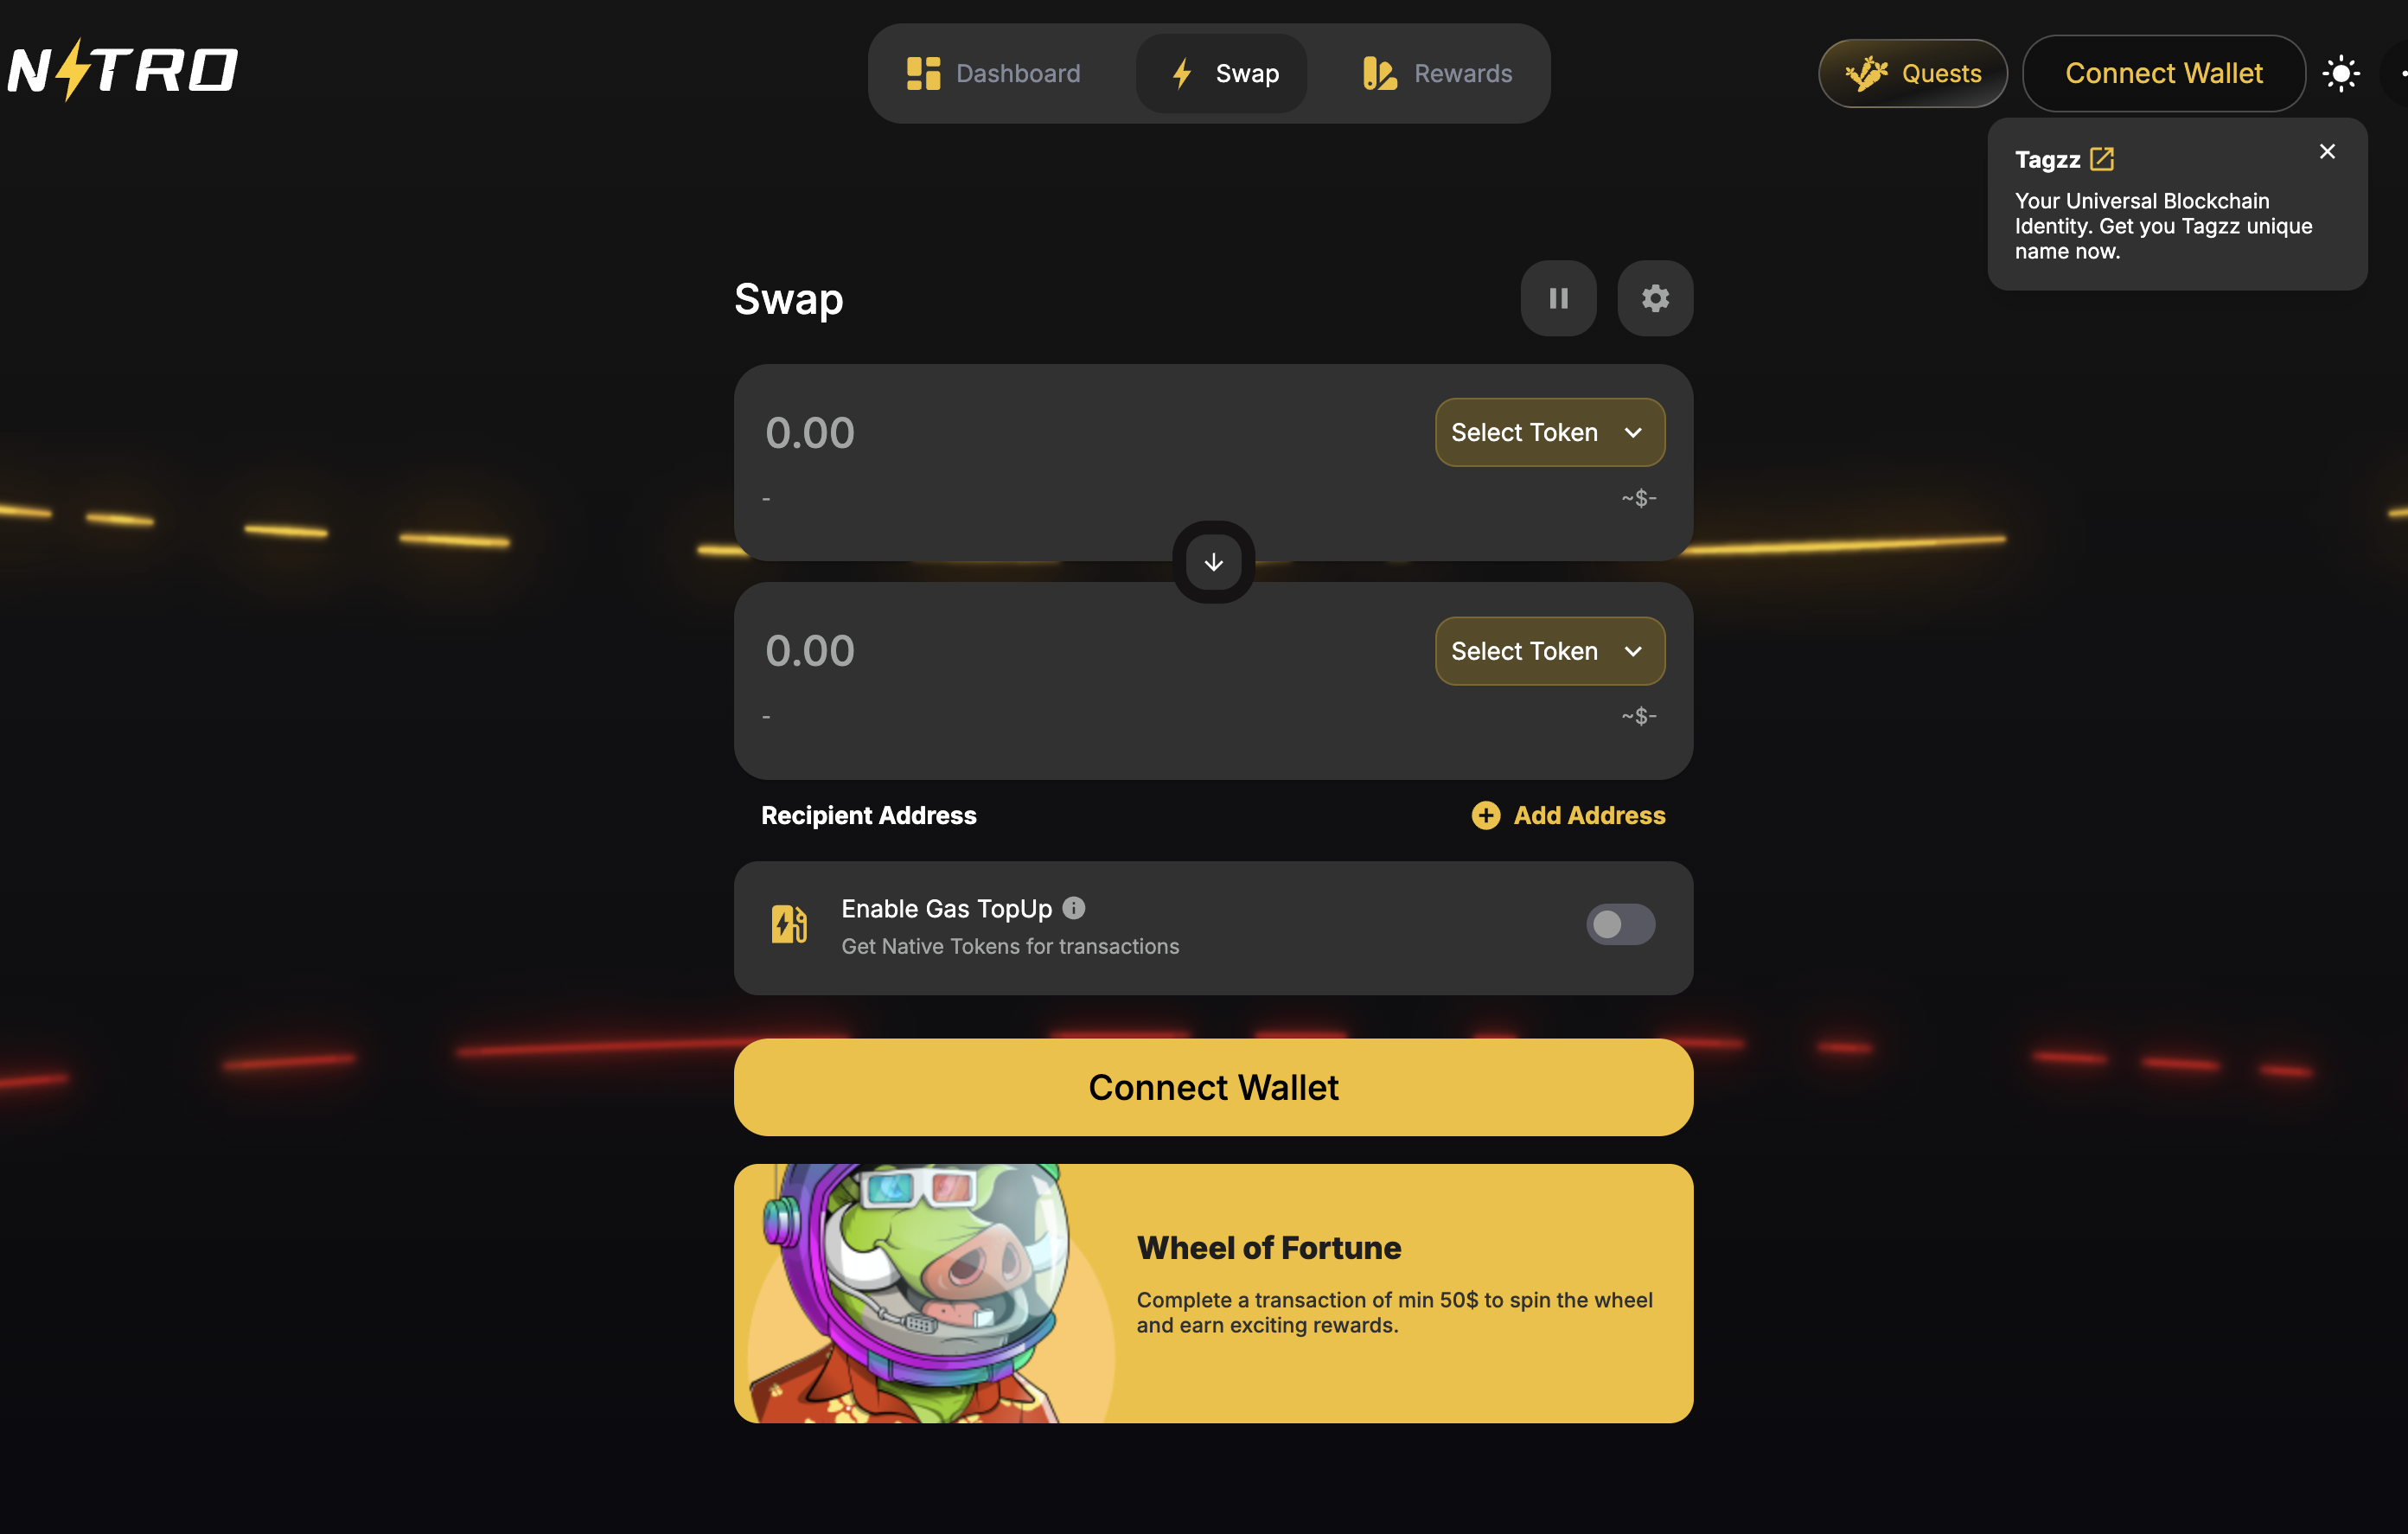 NITRO
Dashboard
Swap
Rewards
Quests
Connect Wallet
Tagzz
Your Universal Blockchain
Identity. Get you Tagzz unique
name now.
Swap
0.00
Select Token
-
~$-
0.00
Select Token
-
~$-
Recipient Address
Add Address
Enable Gas TopUp
Get Native Tokens for transactions
Connect Wallet
Wheel of Fortune
Complete a transaction of min 50$ to spin the wheel
and earn exciting rewards.